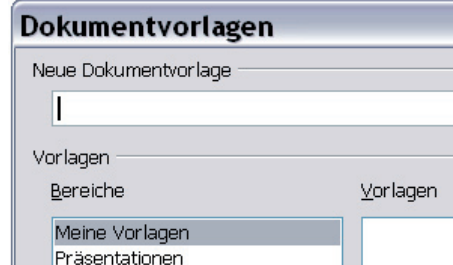 Dokumentvorlagen
Neue Dokumentvorlage
Vorlagen
Bereiche Vorlagen
Meine Vorlagen
Präsentationen